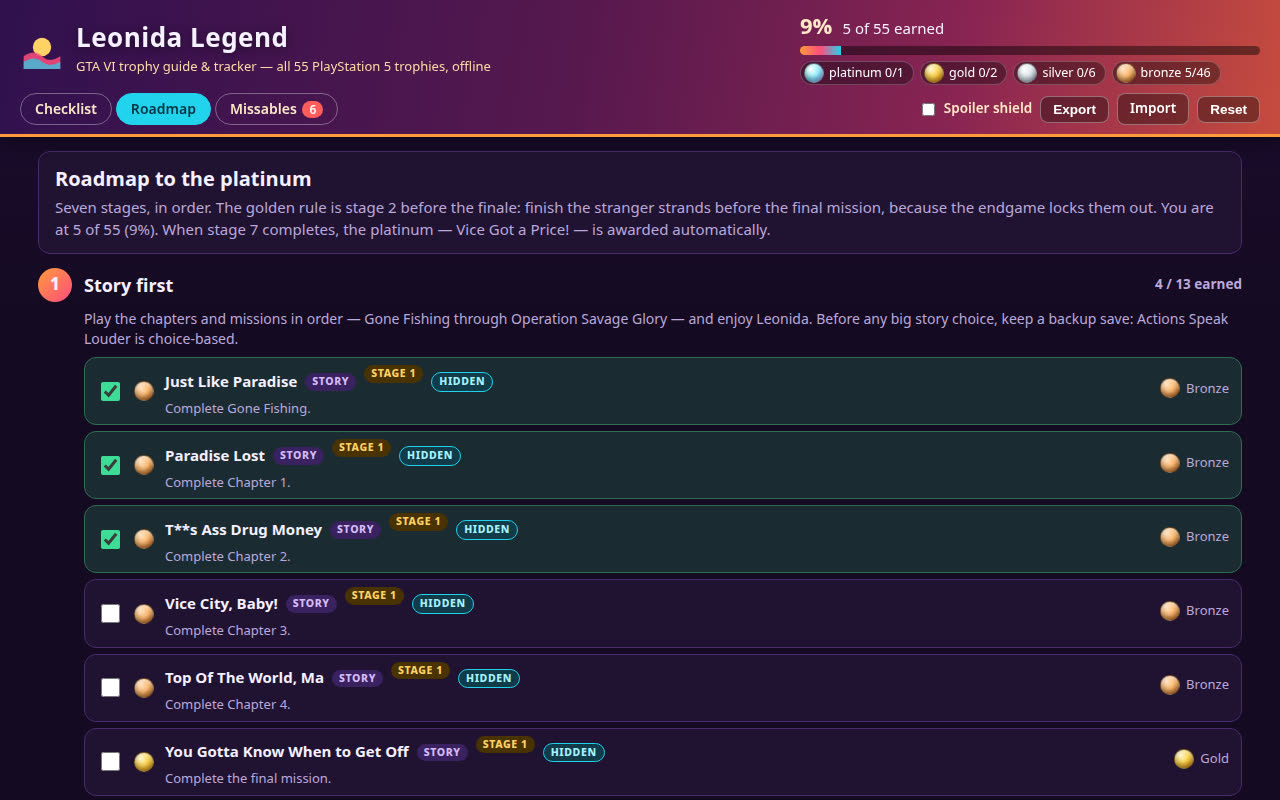 Leonida Legend
GTA VI trophy guide & tracker — all 55 PlayStation 5 trophies, offline
9% 5 of 55 earned
platinum 0/1 gold 0/2 silver 0/6 bronze 5/46
Checklist Roadmap Missables 6
Spoiler shield Export Import Reset
Roadmap to the platinum
Seven stages, in order. The golden rule is stage 2 before the finale: finish the stranger strands before the final mission, because the endgame locks them out. You are
at 5 of 55 (9%). When stage 7 completes, the platinum — Vice Got a Price! — is awarded automatically.
1 Story first 4 / 13 earned
Play the chapters and missions in order — Gone Fishing through Operation Savage Glory — and enjoy Leonida. Before any big story choice, keep a backup save: Actions Speak
Louder is choice-based.
Just Like Paradise STORY STAGE 1 HIDDEN Bronze
Complete Gone Fishing.
Paradise Lost STORY STAGE 1 HIDDEN Bronze
Complete Chapter 1.
T**s Ass Drug Money STORY STAGE 1 HIDDEN Bronze
Complete Chapter 2.
Vice City, Baby! STORY STAGE 1 HIDDEN Bronze
Complete Chapter 3.
Top Of The World, Ma STORY STAGE 1 HIDDEN Bronze
Complete Chapter 4.
You Gotta Know When to Get Off STORY STAGE 1 HIDDEN Gold
Complete the final mission.